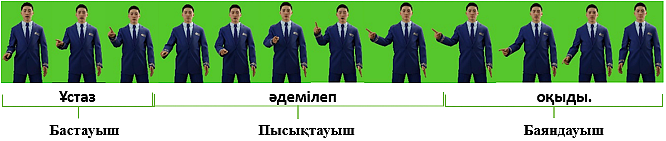 Ұстаз әдемілеп оқыды.
Бастауыш Пысықтауыш Баяндауыш